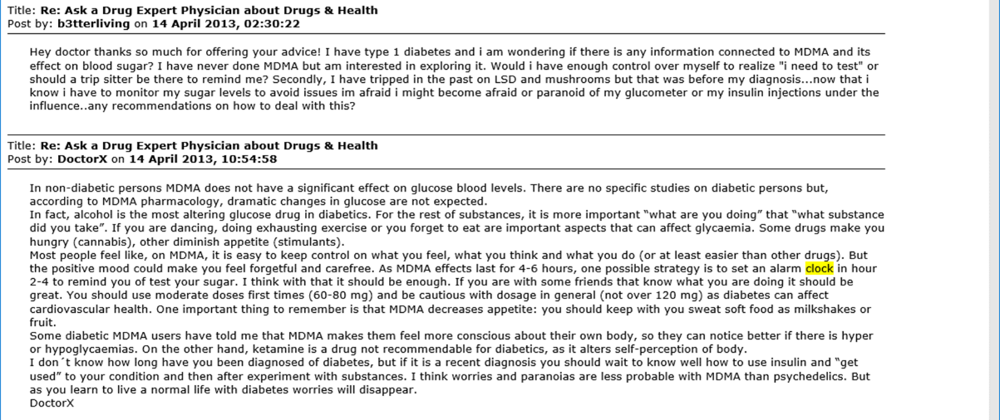 Title: Re: Ask a Drug Expert Physician about Drugs & Health
Post by: b3tterliving on 14 April 2013, 02:30:22
Hey doctor thanks so much for offering your advice! I have type 1 diabetes and i am wondering if there is any information connected to MDMA and its
effect on blood sugar? I have never done MDMA but am interested in exploring it. Would i have enough control over myself to realize "i need to test" or
should a trip sitter be there to remind me? Secondly, I have tripped in the past on LSD and mushrooms but that was before my diagnosis...now that i
know i have to monitor my sugar levels to avoid issues im afraid i might become afraid or paranoid of my glucometer or my insulin injections under the
influence..any recommendations on how to deal with this?
Title: Re: Ask a Drug Expert Physician about Drugs & Health
Post by: DoctorX on 14 April 2013, 10:54:58
In non-diabetic persons MDMA does not have a significant effect on glucose blood levels. There are no specific studies on diabetic persons but,
according to MDMA pharmacology, dramatic changes in glucose are not expected.
In fact, alcohol is the most altering glucose drug in diabetics. For the rest of substances, it is more important “what are you doing” that “what substance
did you take”. If you are dancing, doing exhausting exercise or you forget to eat are important aspects that can affect glycaemia. Some drugs make you
hungry (cannabis), other diminish appetite (stimulants).
Most people feel like, on MDMA, it is easy to keep control on what you feel, what you think and what you do (or at least easier than other drugs). But
the positive mood could make you feel forgetful and carefree. As MDMA effects last for 4-6 hours, one possible strategy is to set an alarm clock in hour
2-4 to remind you of test your sugar. I think with that it should be enough. If you are with some friends that know what you are doing it should be
great. You should use moderate doses first times (60-80 mg) and be cautious with dosage in general (not over 120 mg) as diabetes can affect
cardiovascular health. One important thing to remember is that MDMA decreases appetite: you should keep with you sweat soft food as milkshakes or
fruit.
Some diabetic MDMA users have told me that MDMA makes them feel more conscious about their own body, so they can notice better if there is hyper
or hypoglycaemias. On the other hand, ketamine is a drug not recommendable for diabetics, as it alters self-perception of body.
I don´t know how long have you been diagnosed of diabetes, but if it is a recent diagnosis you should wait to know well how to use insulin and “get
used” to your condition and then after experiment with substances. I think worries and paranoias are less probable with MDMA than psychedelics. But
as you learn to live a normal life with diabetes worries will disappear.
DoctorX